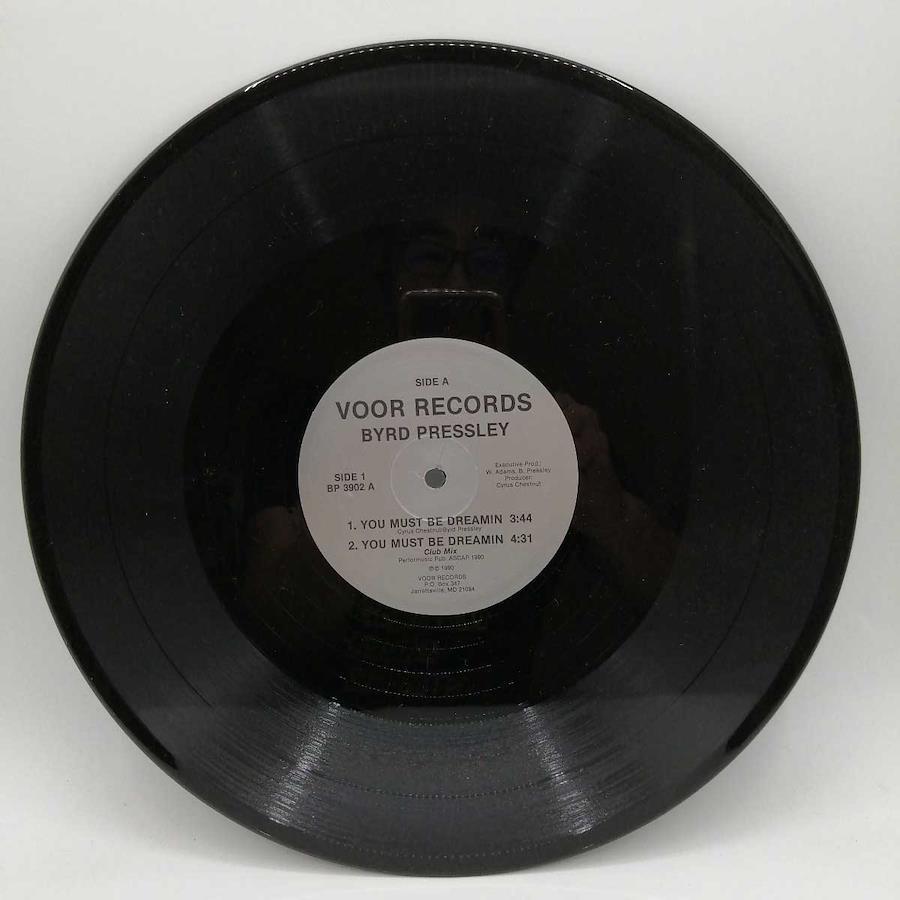 SIDE A
VOOR RECORDS
BYRD PRESSLEY
SIDE 1
BP 3902 A
Executive Prod.:
W. Adams, B. Pressley
Producer:
Cyrus Chestnut
1. YOU MUST BE DREAMIN 3:44
Cyrus Chestnut/Byrd Pressley
2. YOU MUST BE DREAMIN 4:31
Club Mix
Performusic Pub. ASCAP 1990
℗© 1990
VOOR RECORDS
P.O. Box 347
Jarrettsville, MD 21084